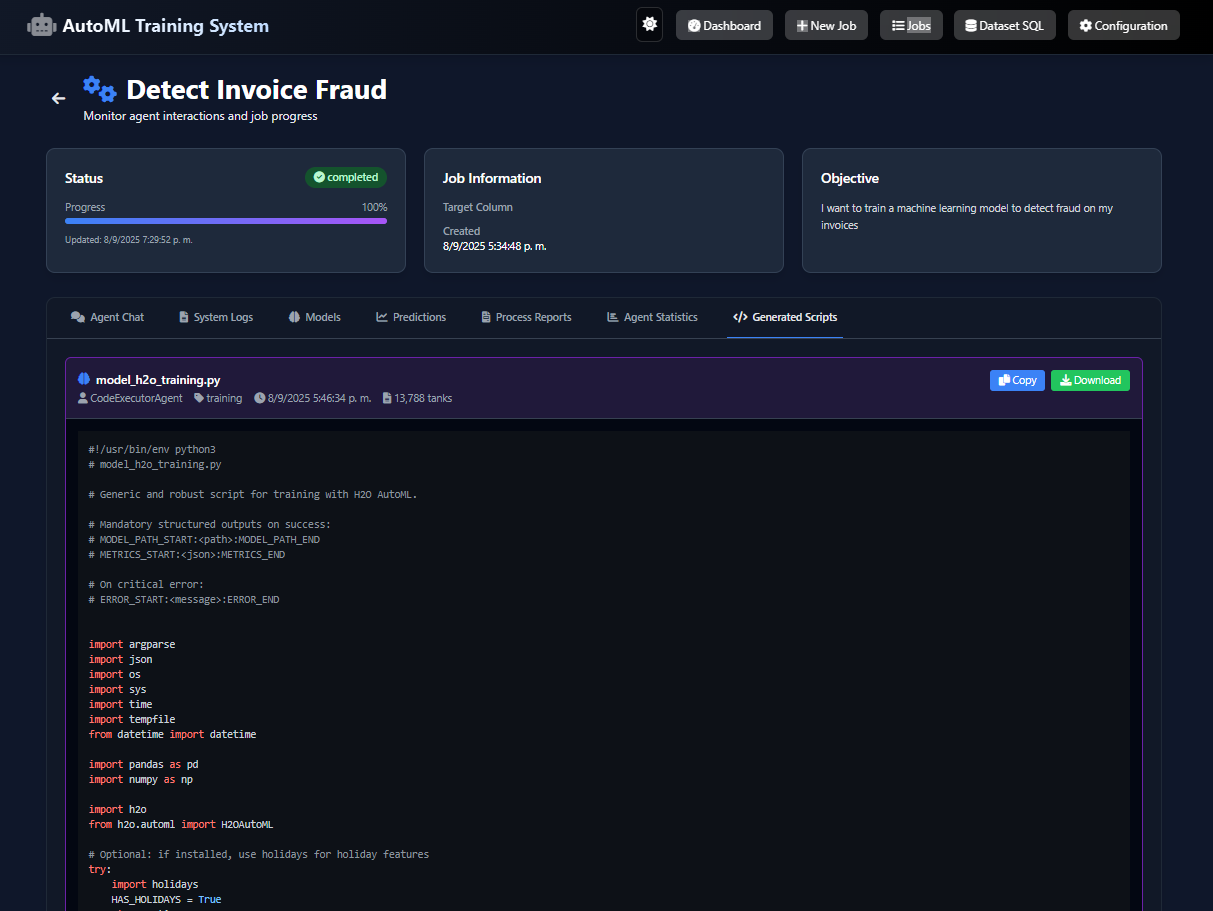 AutoML Training System
Dashboard
New Job
Jobs
Dataset SQL
Configuration
Detect Invoice Fraud
Monitor agent interactions and job progress
Status
completed
Progress
100%
Updated: 8/9/2025 7:29:52 p. m.
Job Information
Target Column
Created
8/9/2025 5:34:48 p. m.
Objective
I want to train a machine learning model to detect fraud on my
invoices
Agent Chat
System Logs
Models
Predictions
Process Reports
Agent Statistics
</> Generated Scripts
model_h2o_training.py
Copy
Download
CodeExecutorAgent
training
8/9/2025 5:46:34 p. m.
13,788 tanks
#!/usr/bin/env python3
# model_h2o_training.py
# Generic and robust script for training with H2O AutoML.
# Mandatory structured outputs on success:
# MODEL_PATH_START:<path>:MODEL_PATH_END
# METRICS_START:<json>:METRICS_END
# On critical error:
# ERROR_START:<message>:ERROR_END
import argparse
import json
import os
import sys
import time
import tempfile
from datetime import datetime
import pandas as pd
import numpy as np
import h2o
from h2o.automl import H2OAutoML
# Optional: if installed, use holidays for holiday features
try:
    import holidays
    HAS_HOLIDAYS = True